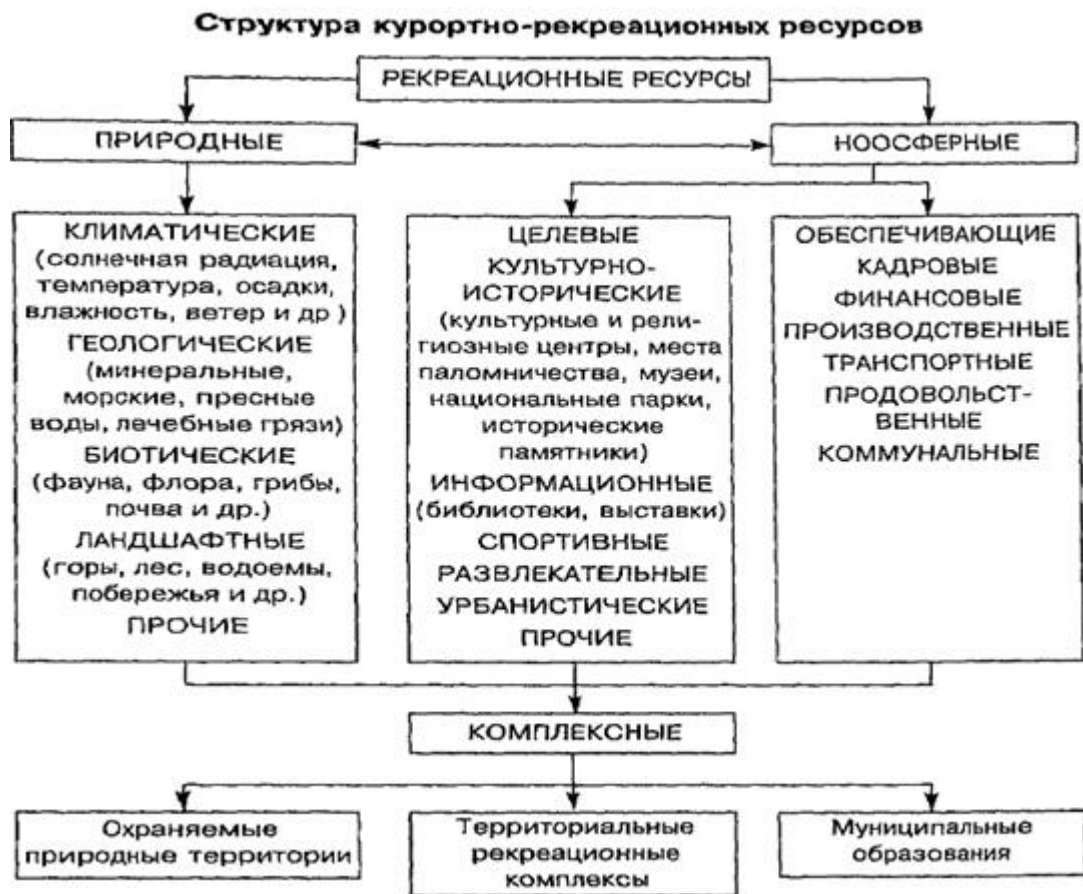 Структура курортно-рекреационных ресурсов
РЕКРЕАЦИОННЫЕ РЕСУРСЫ
ПРИРОДНЫЕ
НООСФЕРНЫЕ
КЛИМАТИЧЕСКИЕ
(солнечная радиация,
температура, осадки,
влажность, ветер и др )
ГЕОЛОГИЧЕСКИЕ
(минеральные,
морские, пресные
воды, лечебные грязи)
БИОТИЧЕСКИЕ
(фауна, флора, грибы,
почва и др.)
ЛАНДШАФТНЫЕ
(горы, лес, водоемы,
побережья и др.)
ПРОЧИЕ
ЦЕЛЕВЫЕ
КУЛЬТУРНО-
ИСТОРИЧЕСКИЕ
(культурные и рели-
гиозные центры, места
паломничества, музеи,
национальные парки,
исторические
памятники)
ИНФОРМАЦИОННЫЕ
(библиотеки, выставки)
СПОРТИВНЫЕ
РАЗВЛЕКАТЕЛЬНЫЕ
УРБАНИСТИЧЕСКИЕ
ПРОЧИЕ
ОБЕСПЕЧИВАЮЩИЕ
КАДРОВЫЕ
ФИНАНСОВЫЕ
ПРОИЗВОДСТВЕННЫЕ
ТРАНСПОРТНЫЕ
ПРОДОВОЛЬСТ-
ВЕННЫЕ
КОММУНАЛЬНЫЕ
КОМПЛЕКСНЫЕ
Охраняемые
природные территории
Территориальные
рекреационные
комплексы
Муниципальные
образования